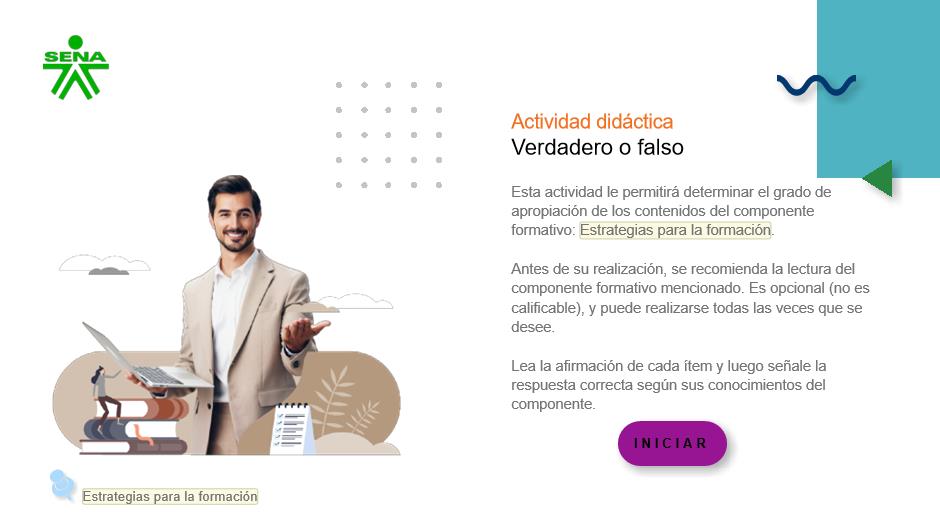 SENA
Actividad didáctica
Verdadero o falso
Esta actividad le permitirá determinar el grado de
apropiación de los contenidos del componente
formativo: Estrategias para la formación.
Antes de su realización, se recomienda la lectura del
componente formativo mencionado. Es opcional (no es
calificable), y puede realizarse todas las veces que se
desee.
Lea la afirmación de cada ítem y luego señale la
respuesta correcta según sus conocimientos del
componente.
INICIAR
Estrategias para la formación